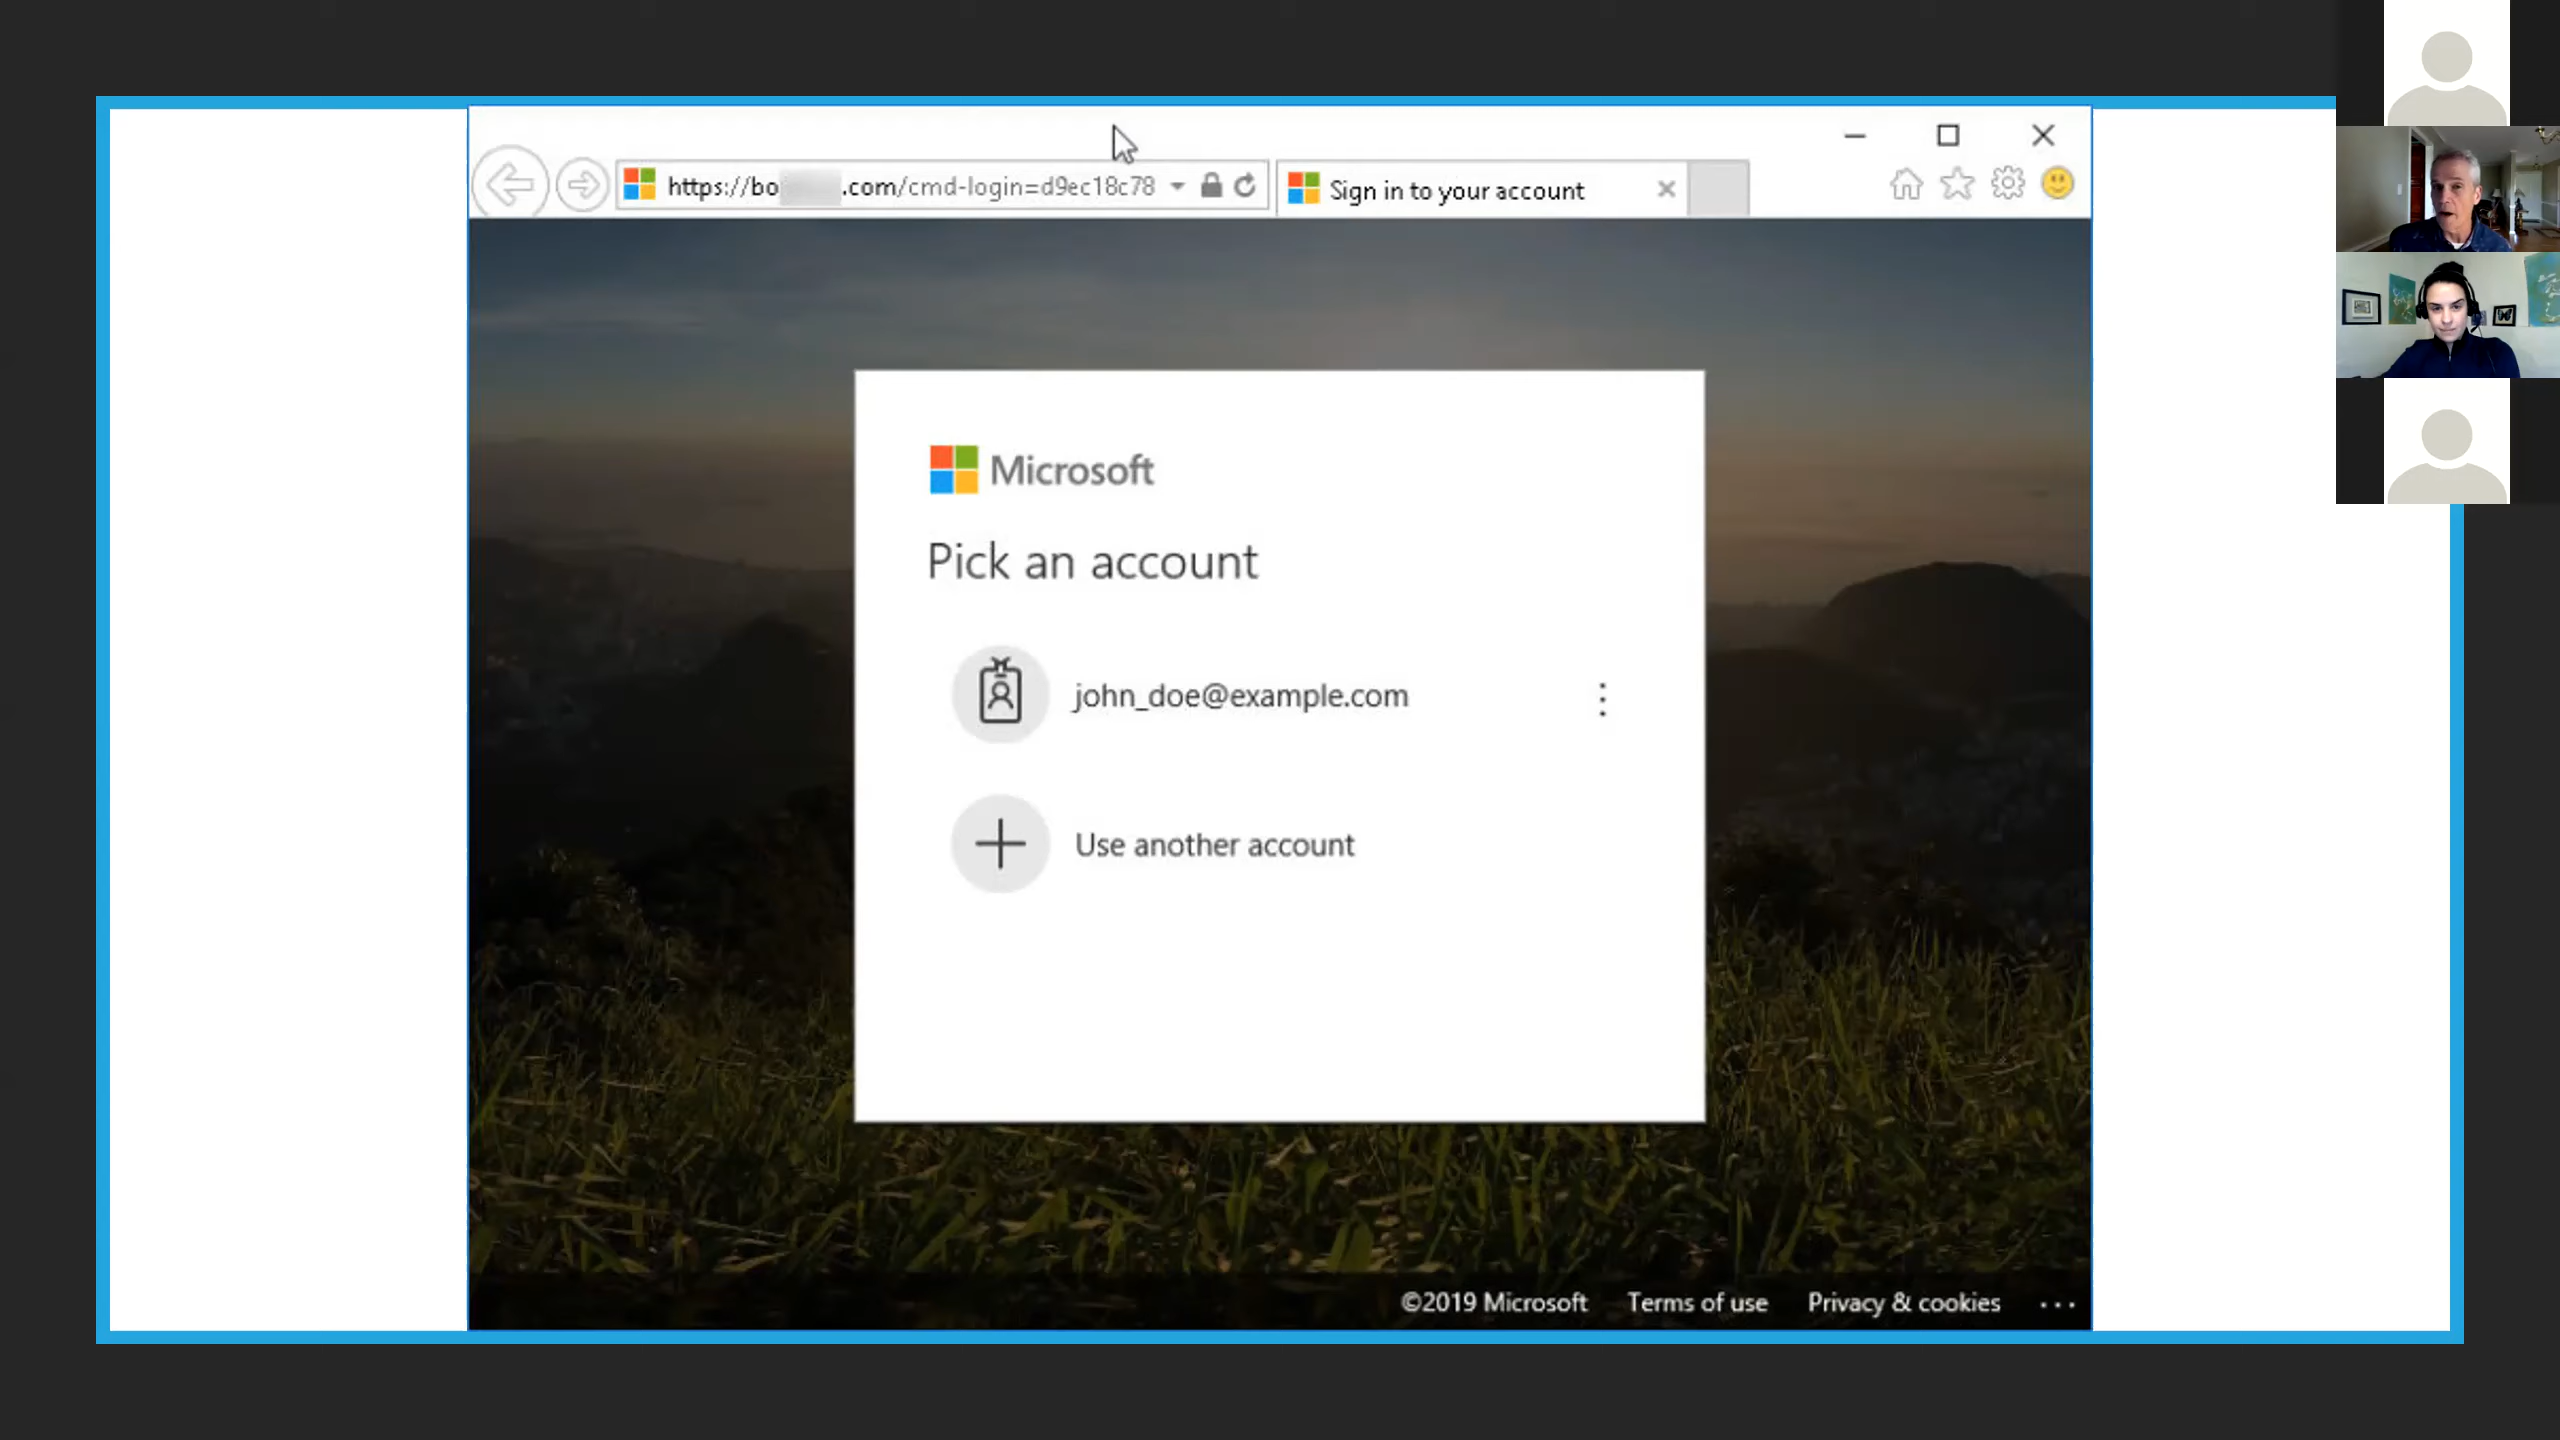 https://bo .com/cmd-login=d9ec18c78
Sign in to your account
Microsoft
Pick an account
john_doe@example.com
Use another account
©2019 Microsoft Terms of use Privacy & cookies ...